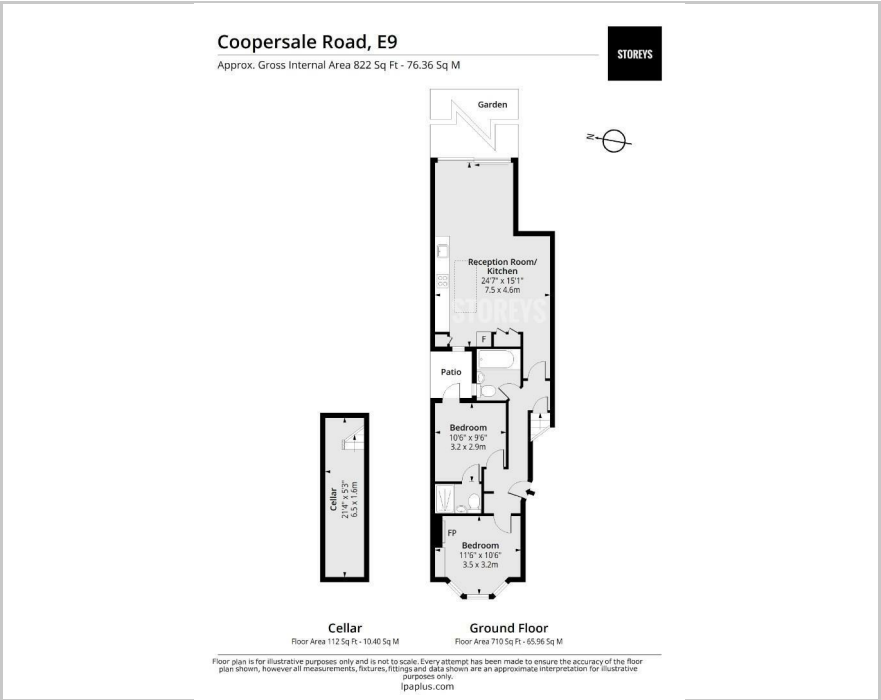 Coopersale Road, E9
Approx. Gross Internal Area 822 Sq Ft - 76.36 Sq M
STOREYS
Garden
N
Reception Room/
Kitchen
24'7" x 15'1"
7.5 x 4.6m
STOREYS
F
Patio
Bedroom
10'6" x 9'6"
3.2 x 2.9m
Cellar
21'4" x 5'3"
6.5 x 1.6m
FP
Bedroom
11'6" x 10'6"
3.5 x 3.2m
Cellar
Floor Area 112 Sq Ft - 10.40 Sq M
Ground Floor
Floor Area 710 Sq Ft - 65.96 Sq M
Floor plan is for illustrative purposes only and is not to scale. Every attempt has been made to ensure the accuracy of the floor
plan shown, however all measurements, fixtures, fittings and data shown are an approximate interpretation for illustrative
purposes only.
lpaplus.com